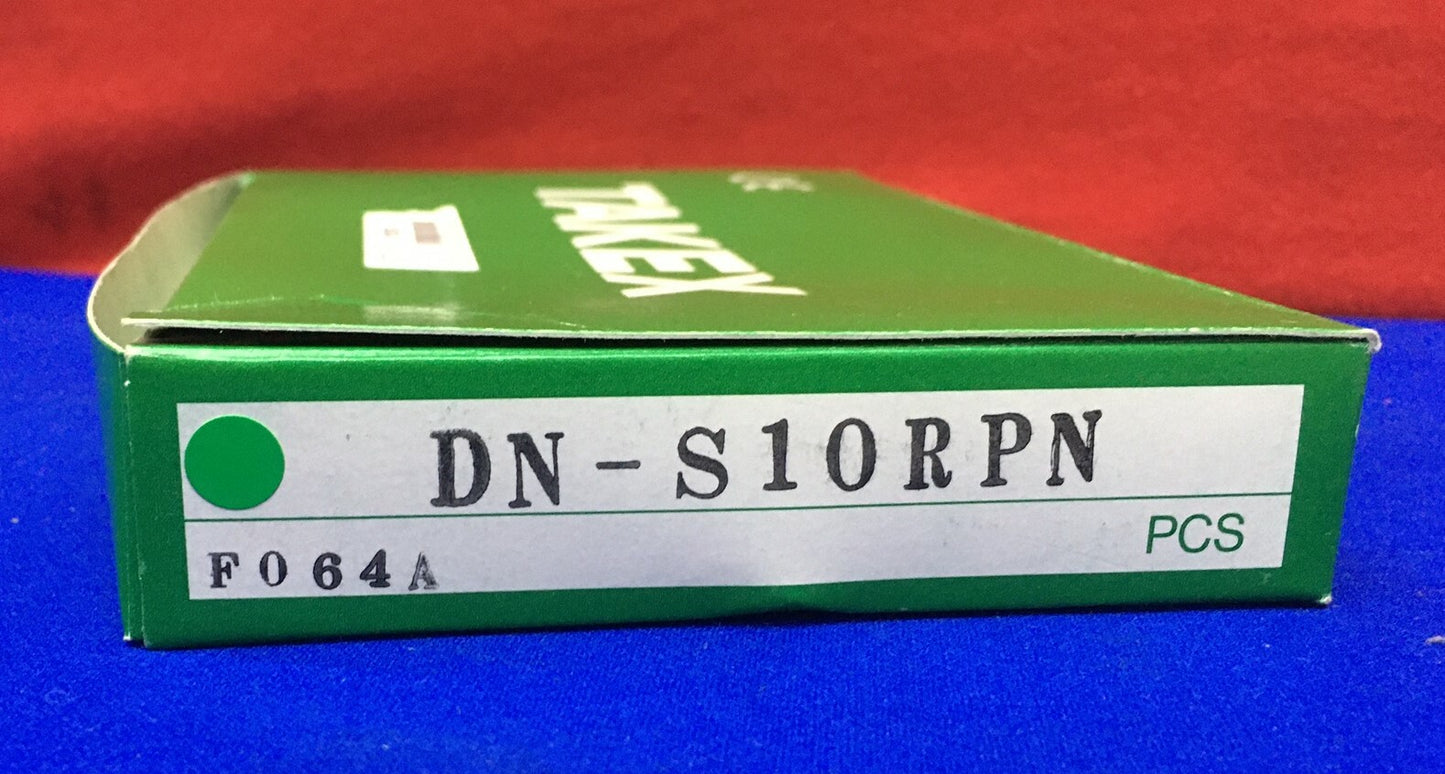 TAKEX
DN-S10RPN
PCS
F064A